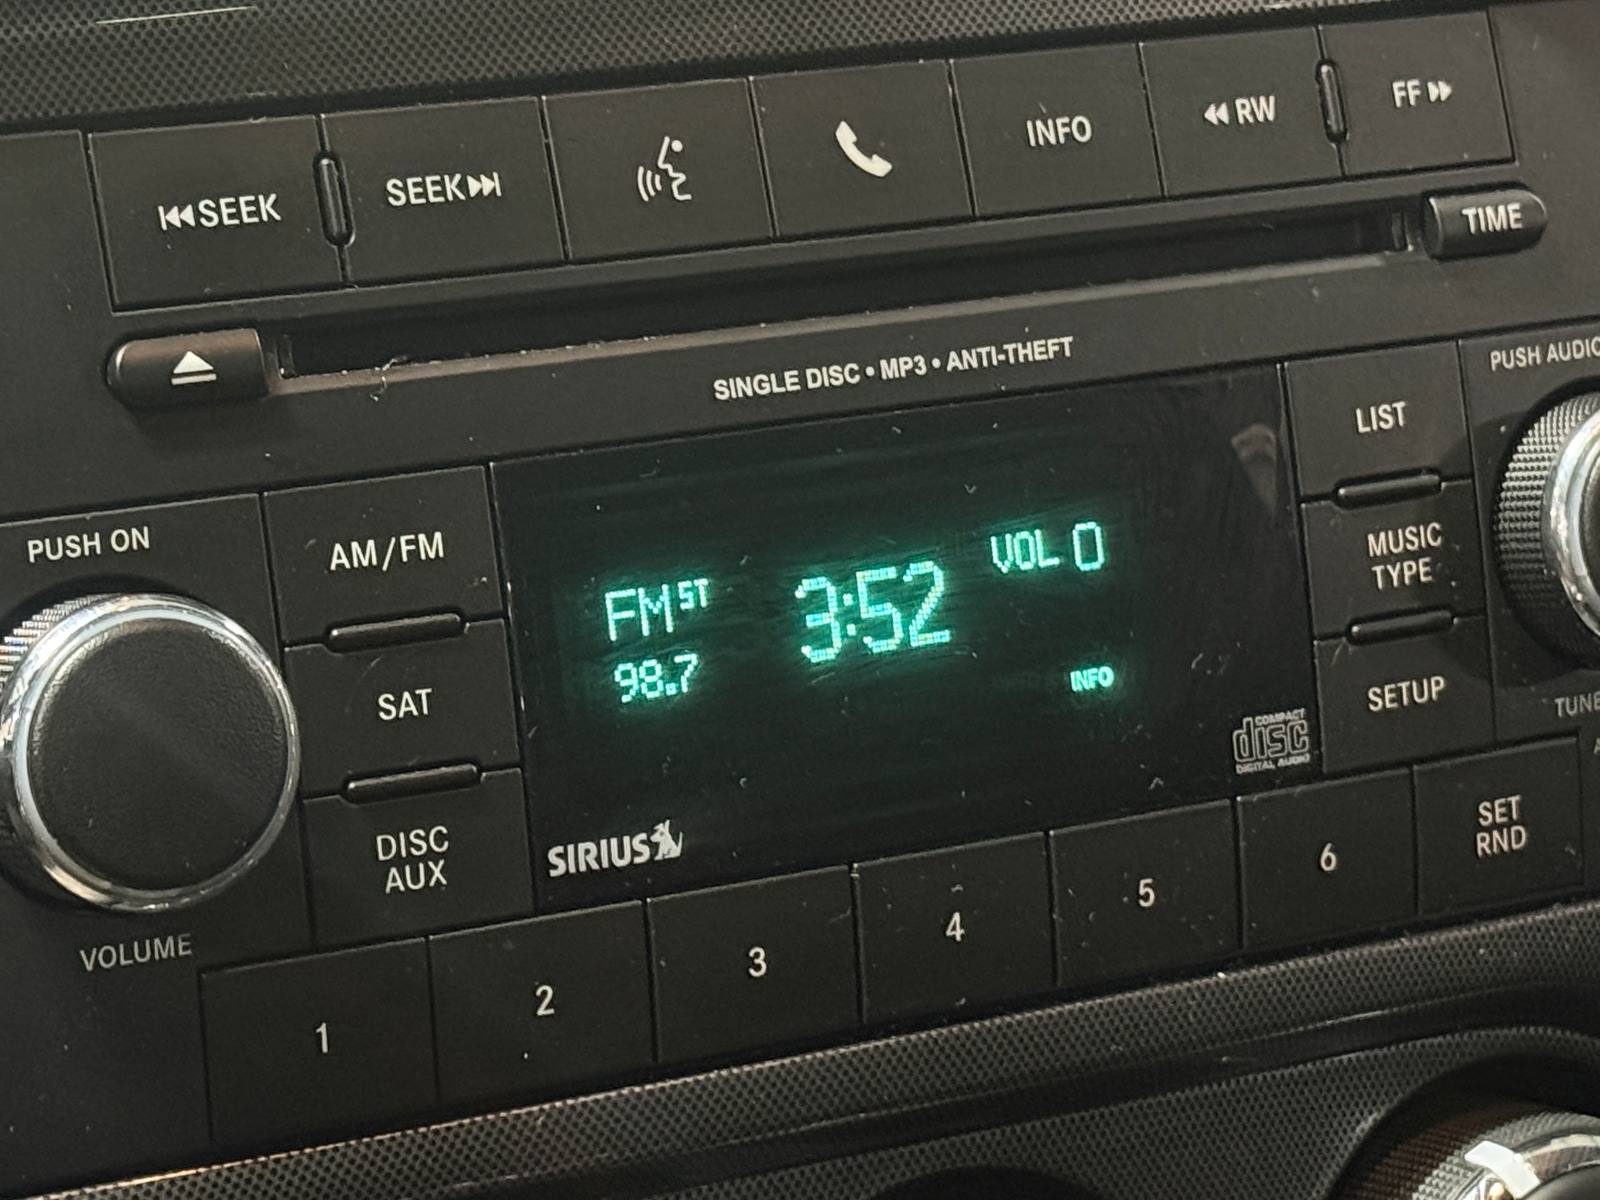 SEEK
SEEK
INFO
RW
FF
TIME
SINGLE DISC • MP3 • ANTI-THEFT
PUSH AUDIO
LIST
MUSIC
TYPE
SETUP
TUNE
PUSH ON
VOLUME
AM/FM
SAT
DISC
AUX
FM ST
98.7
3:52
VOL 0
INFO
COMPACT
disc
DIGITAL AUDIO
SIRIUS
1
2
3
4
5
6
SET
RND